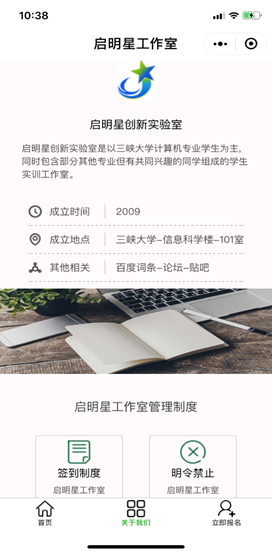 10:38
启明星工作室
启明星创新实验室
启明星创新实验室是以三峡大学计算机专业学生为主,
同时包含部分其他专业但有共同兴趣的同学组成的学生
实训工作室。
成立时间 2009
成立地点 三峡大学-信息科学楼-101室
其他相关 百度词条-论坛-贴吧
启明星工作室管理制度
签到制度 明令禁止
启明星工作室 启明星工作室
首页 关于我们 立即报名